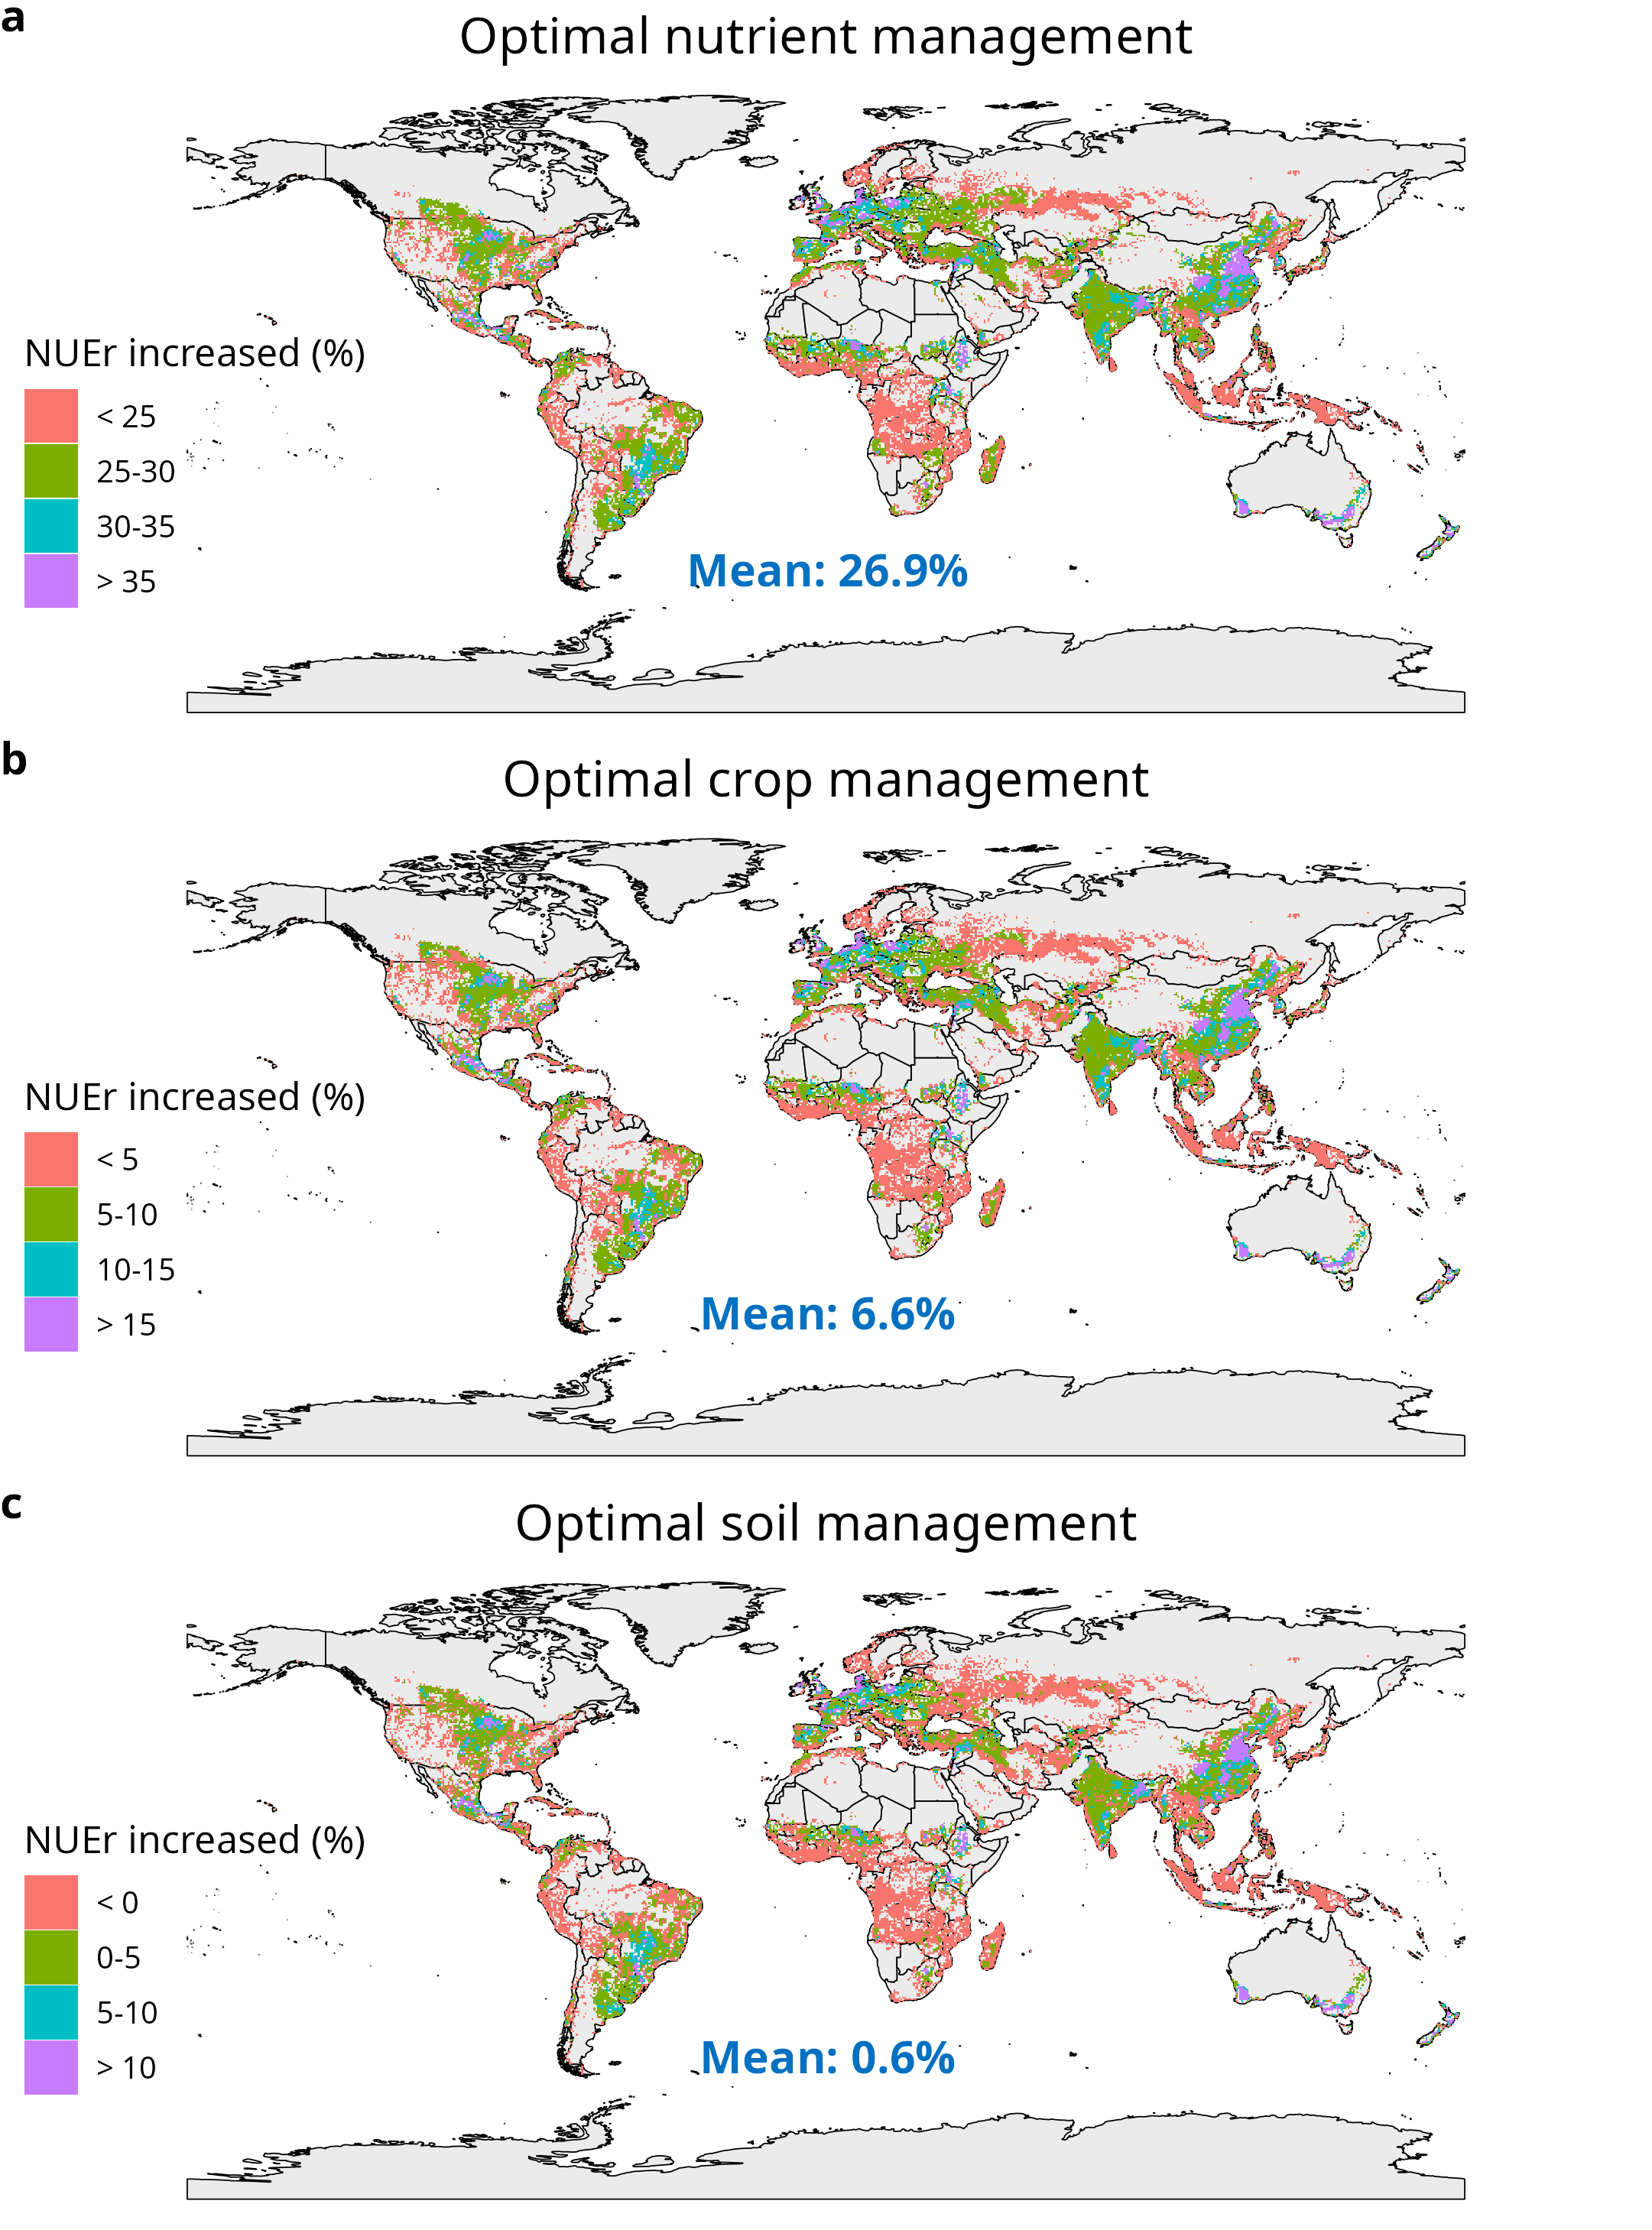 a
Optimal nutrient management
NUEr increased (%)
< 25
25-30
30-35
> 35
Mean: 26.9%
b
Optimal crop management
NUEr increased (%)
< 5
5-10
10-15
> 15
Mean: 6.6%
c
Optimal soil management
NUEr increased (%)
< 0
0-5
5-10
> 10
Mean: 0.6%